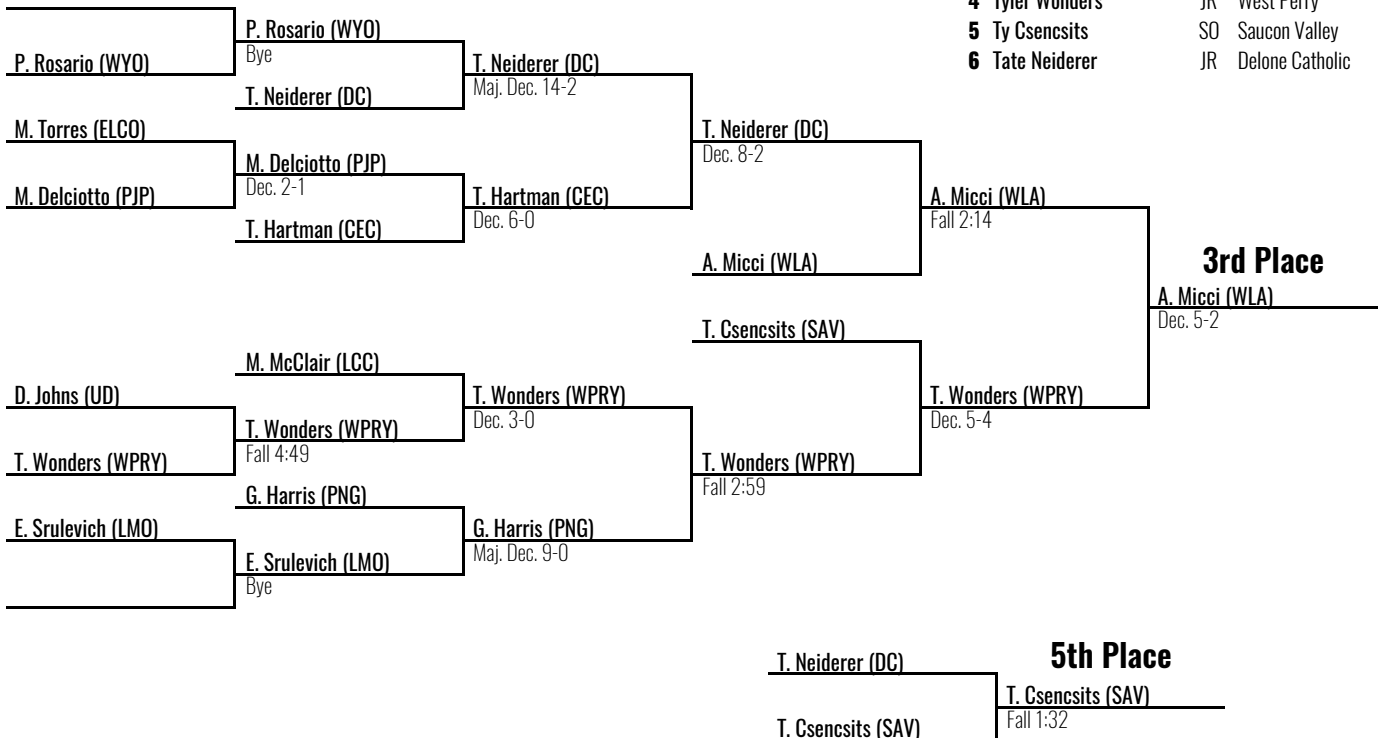 4 Tyler Wonders JR West Perry
5 Ty Csencsits SO Saucon Valley
6 Tate Neiderer JR Delone Catholic
P. Rosario (WYO)
P. Rosario (WYO)
Bye
T. Neiderer (DC)
T. Neiderer (DC)
Maj. Dec. 14-2
M. Torres (ELCO)
M. Delciotto (PJP)
M. Delciotto (PJP)
Dec. 2-1
T. Hartman (CEC)
T. Hartman (CEC)
Dec. 6-0
T. Neiderer (DC)
Dec. 8-2
A. Micci (WLA)
A. Micci (WLA)
Fall 2:14
3rd Place
A. Micci (WLA)
Dec. 5-2
T. Csencsits (SAV)
M. McClair (LCC)
D. Johns (UD)
T. Wonders (WPRY)
T. Wonders (WPRY)
Fall 4:49
T. Wonders (WPRY)
Dec. 3-0
T. Wonders (WPRY)
Dec. 5-4
T. Wonders (WPRY)
Fall 2:59
G. Harris (PNG)
E. Srulevich (LMO)
E. Srulevich (LMO)
Bye
G. Harris (PNG)
Maj. Dec. 9-0
5th Place
T. Neiderer (DC)
T. Csencsits (SAV)
T. Csencsits (SAV)
Fall 1:32